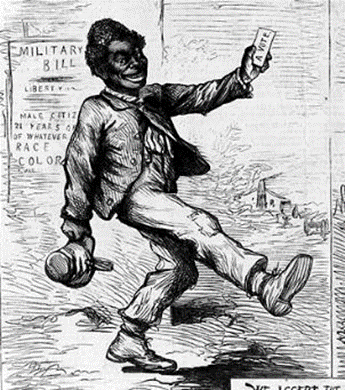 MILITARY
BILL
LIBERTY
MALE CITIZ
21 YEARS O
OF WHATEVER
RACE
COLOR
A VOTE
WE ACCEPT THE